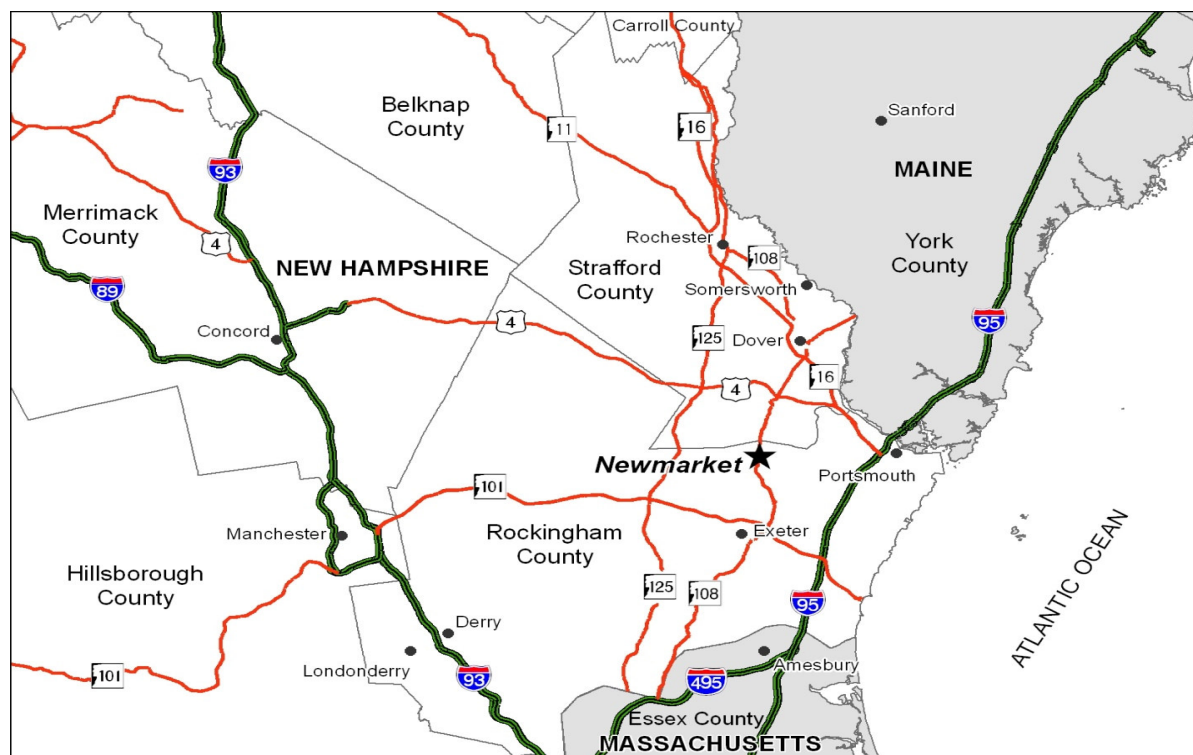 Carroll County
Sanford
Belknap
County
11
16
MAINE
93
Merrimack
County
4
Rochester
108
York
County
NEW HAMPSHIRE
Strafford
County
Somersworth
89
95
Concord
4
125
Dover
16
4
Newmarket
Portsmouth
101
Manchester
Rockingham
County
Exeter
Hillsborough
County
125
108
95
ATLANTIC OCEAN
Derry
Londonderry
Amesbury
101
93
495
Essex County
MASSACHUSETTS